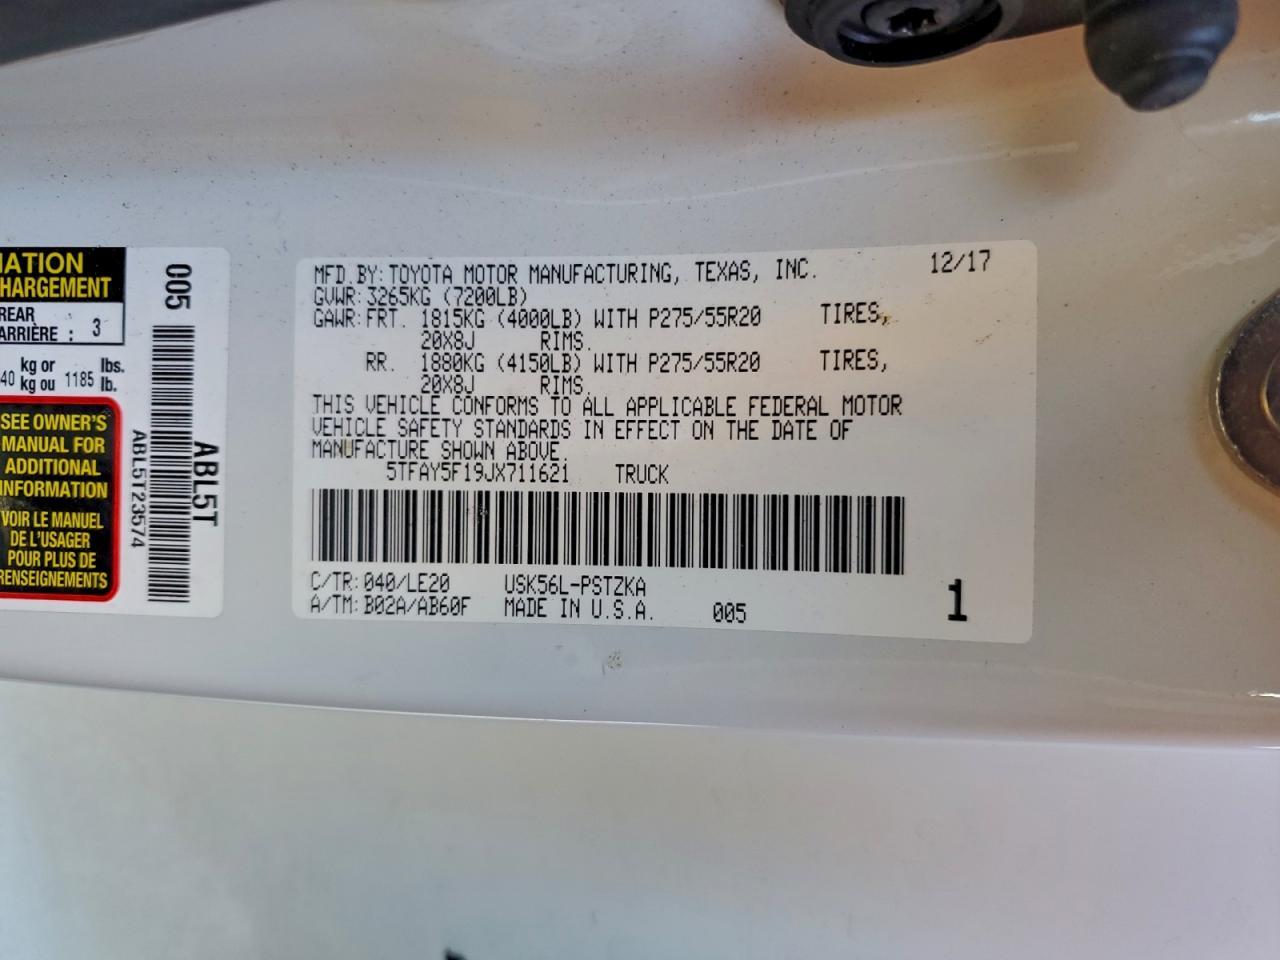 MATION
CHARGEMENT
REAR
ARRIÈRE : 3
40 kg or 1185 lbs.
kg ou lb.
SEE OWNER'S
MANUAL FOR
ADDITIONAL
INFORMATION
VOIR LE MANUEL
DE L'USAGER
POUR PLUS DE
RENSEIGNEMENTS
005
ABL5T
ABL5T23574
MFD.BY:TOYOTA MOTOR MANUFACTURING, TEXAS, INC. 12/17
GVWR:3265KG (7200LB)
GAWR:FRT. 1815KG (4000LB) WITH P275/55R20 TIRES,
20X8J RIMS.
RR. 1880KG (4150LB) WITH P275/55R20 TIRES,
20X8J RIMS.
THIS VEHICLE CONFORMS TO ALL APPLICABLE FEDERAL MOTOR
VEHICLE SAFETY STANDARDS IN EFFECT ON THE DATE OF
MANUFACTURE SHOWN ABOVE.
5TFAY5F19JX711621 TRUCK
C/TR:040/LE20 USK56L-PSTZKA
A/TM:B02A/AB60F MADE IN U.S.A. 005 1